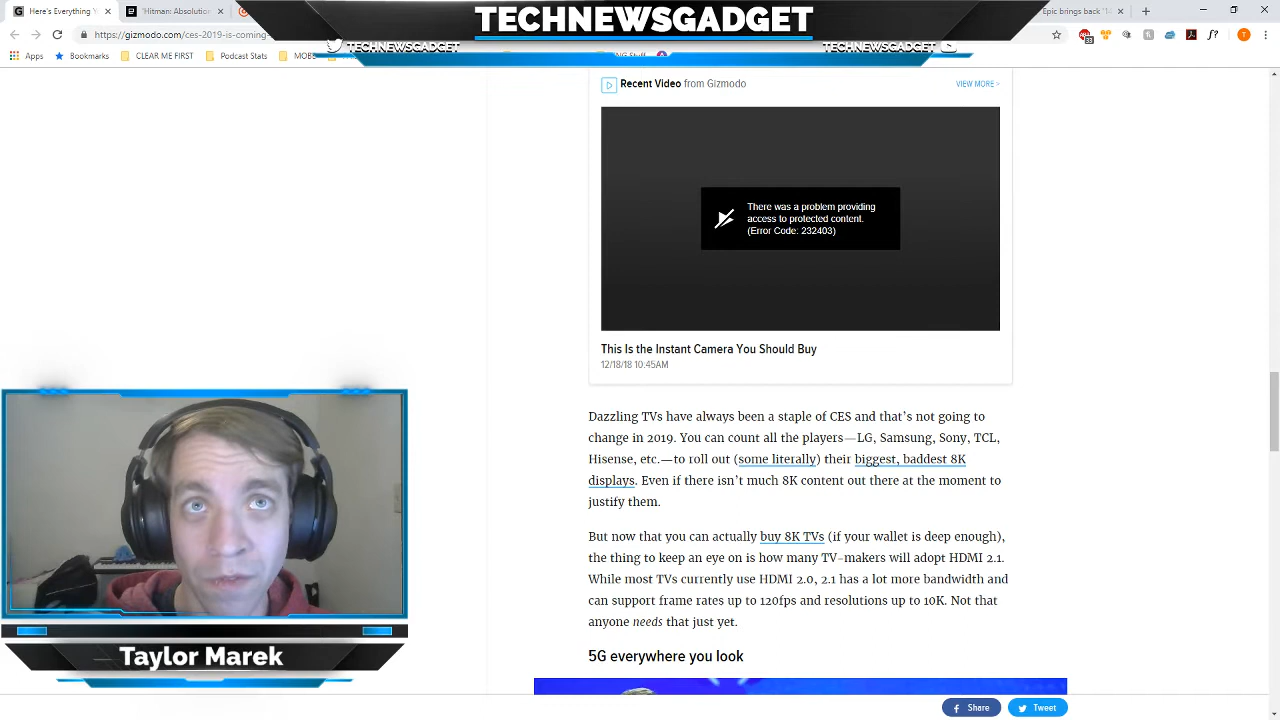 Here's Everything Y
'Hitman: Absolution
Epic brings back '14
TECHNEWSGADGET
https://gizmodo.com/ces-2019-is-coming-
TECHNEWSGADGET
TECHNEWSGADGET
Apps
Bookmarks
CLEAR ME FIRST
Podcast Stats
Recent Video from Gizmodo
VIEW MORE >
There was a problem providing
access to protected content.
(Error Code: 232403)
This Is the Instant Camera You Should Buy
12/18/18 10:45AM
Dazzling TVs have always been a staple of CES and that's not going to
change in 2019. You can count all the players—LG, Samsung, Sony, TCL,
Hisense, etc.—to roll out (some literally) their biggest, baddest 8K
displays. Even if there isn't much 8K content out there at the moment to
justify them.
But now that you can actually buy 8K TVs (if your wallet is deep enough),
the thing to keep an eye on is how many TV-makers will adopt HDMI 2.1.
While most TVs currently use HDMI 2.0, 2.1 has a lot more bandwidth and
can support frame rates up to 120fps and resolutions up to 10K. Not that
anyone needs that just yet.
5G everywhere you look
Taylor Marek
Share
Tweet